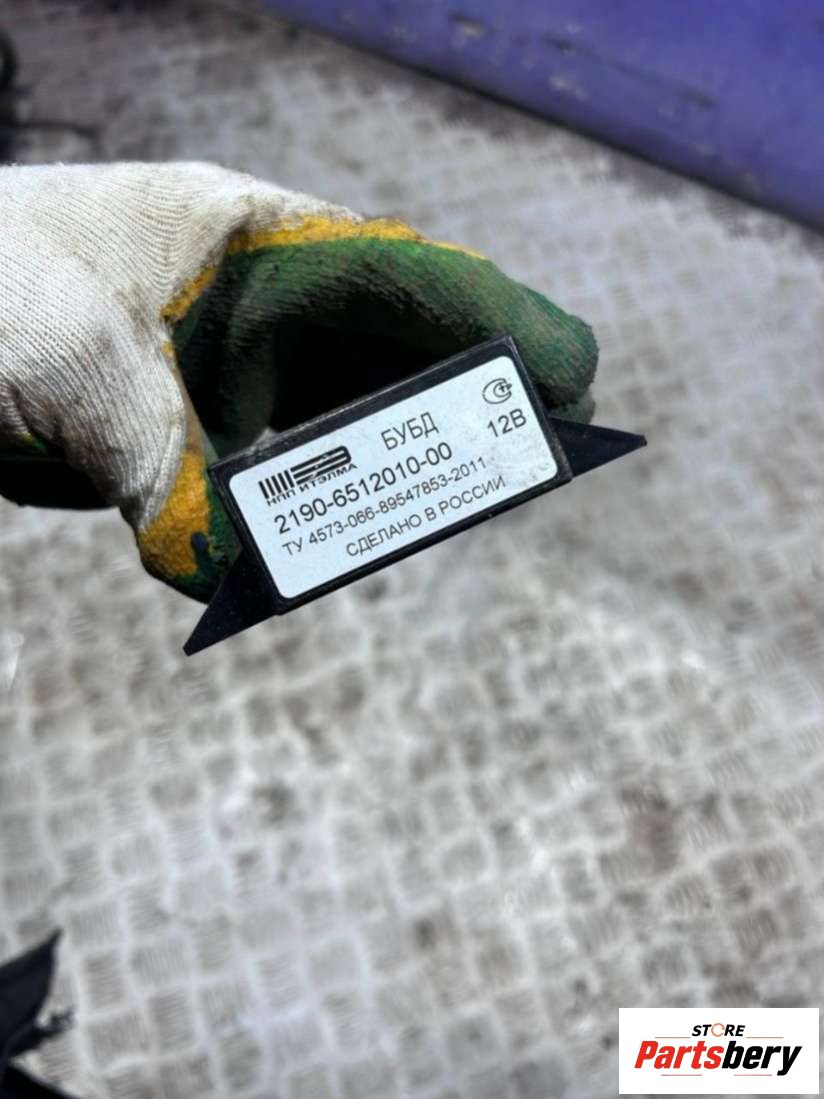 БУБД
12В
НПП ИТЭЛМА
2190-6512010-00
ТУ 4573-066-89547853-2011
СДЕЛАНО В РОССИИ
STORE
Partsbery